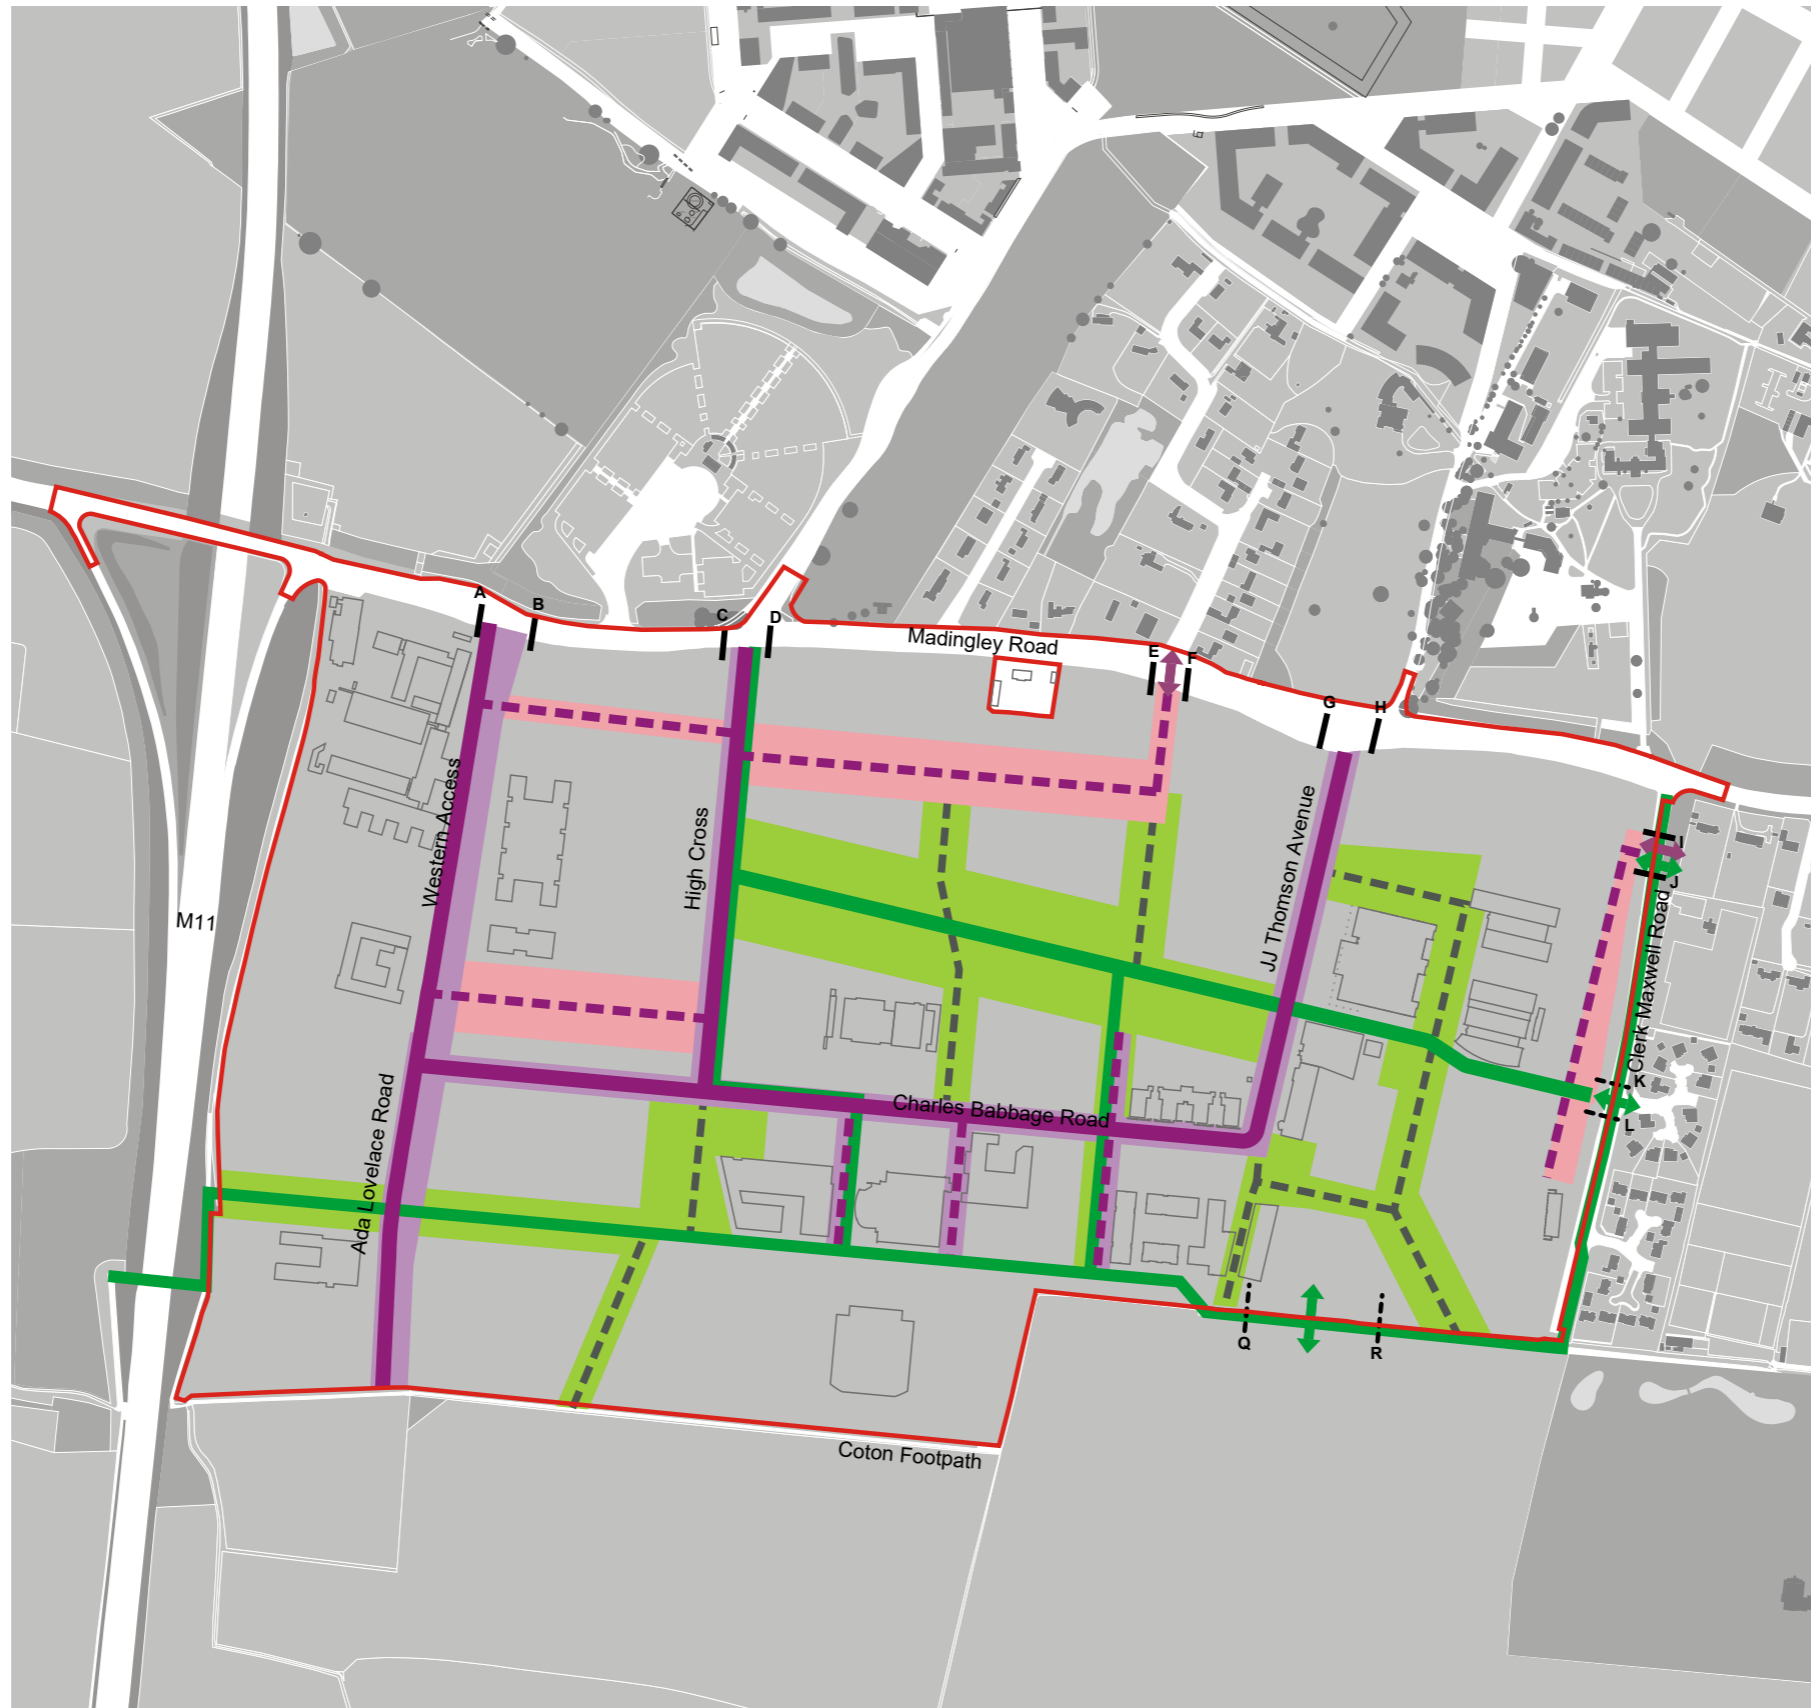 A
B
C
D
Madingley Road
E
F
G
H
Western Access
High Cross
JJ Thomson Avenue
I
J
Clerk Maxwell Road
M11
K
L
Ada Lovelace Road
Charles Babbage Road
Q
R
Coton Footpath